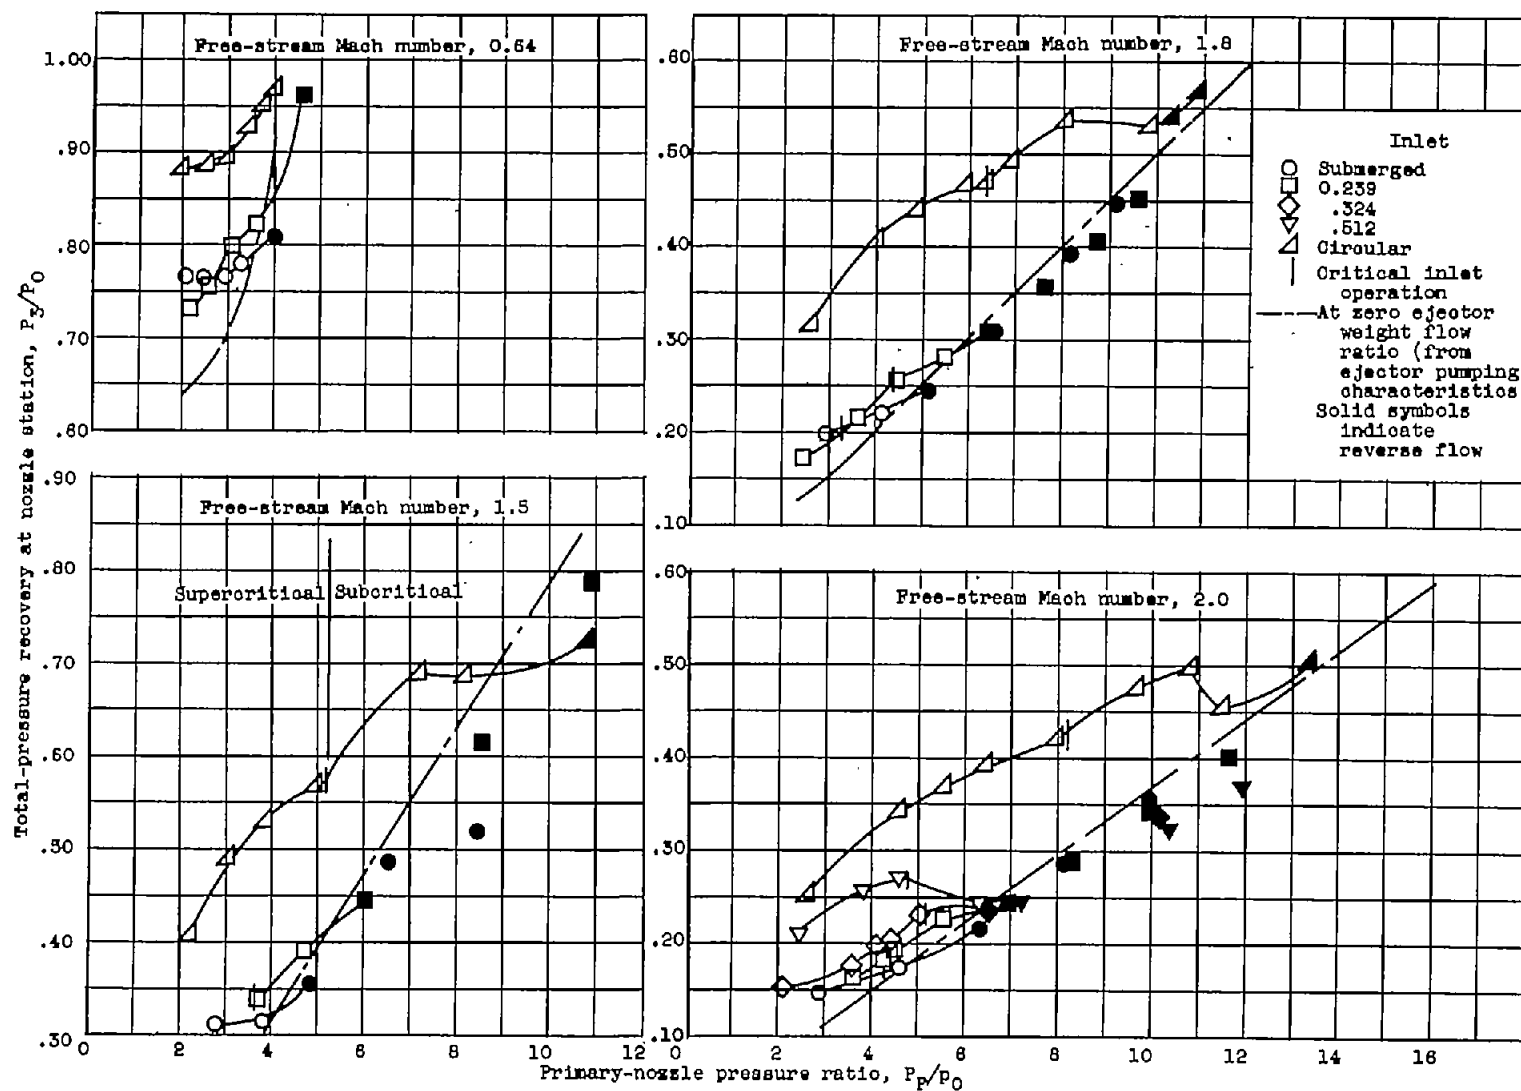 Free-stream Mach number, 0.64
1.00
.90
.80
.70
.60
Free-stream Mach number, 1.8
.60
.50
.40
.30
.20
.10
Inlet
Submerged
0.239
.324
.512
Circular
Critical inlet
operation
At zero ejector
weight flow
ratio (from
ejector pumping
characteristics
Solid symbols
indicate
reverse flow
Total-pressure recovery at nozzle station, P3/P0
Free-stream Mach number, 1.5
Supercritical Subcritical
.90
.80
.70
.60
.50
.40
.30
0 2 4 6 8 10 12
Free-stream Mach number, 2.0
.60
.50
.40
.30
.20
.10
0 2 4 6 8 10 12 14 16
Primary-nozzle pressure ratio, Pp/p0